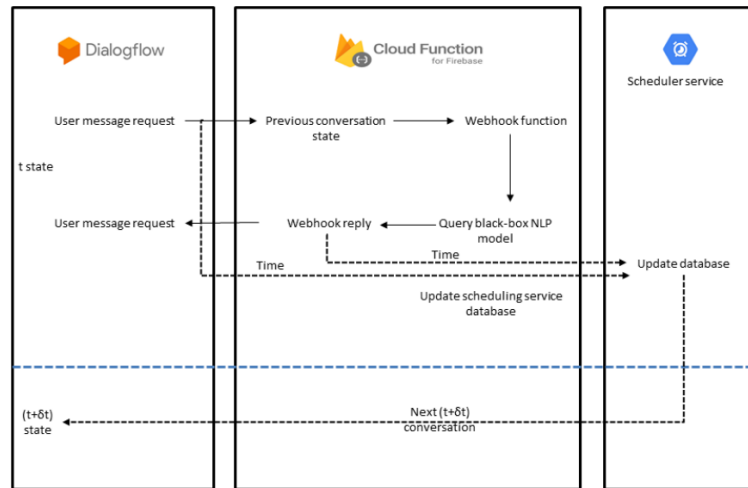 Dialogflow
Cloud Function
for Firebase
Scheduler service
User message request
Previous conversation
state
Webhook function
t state
User message request
Webhook reply
Query black-box NLP
model
Time
Time
Update database
Update scheduling service
database
(t+δt)
state
Next (t+δt)
conversation